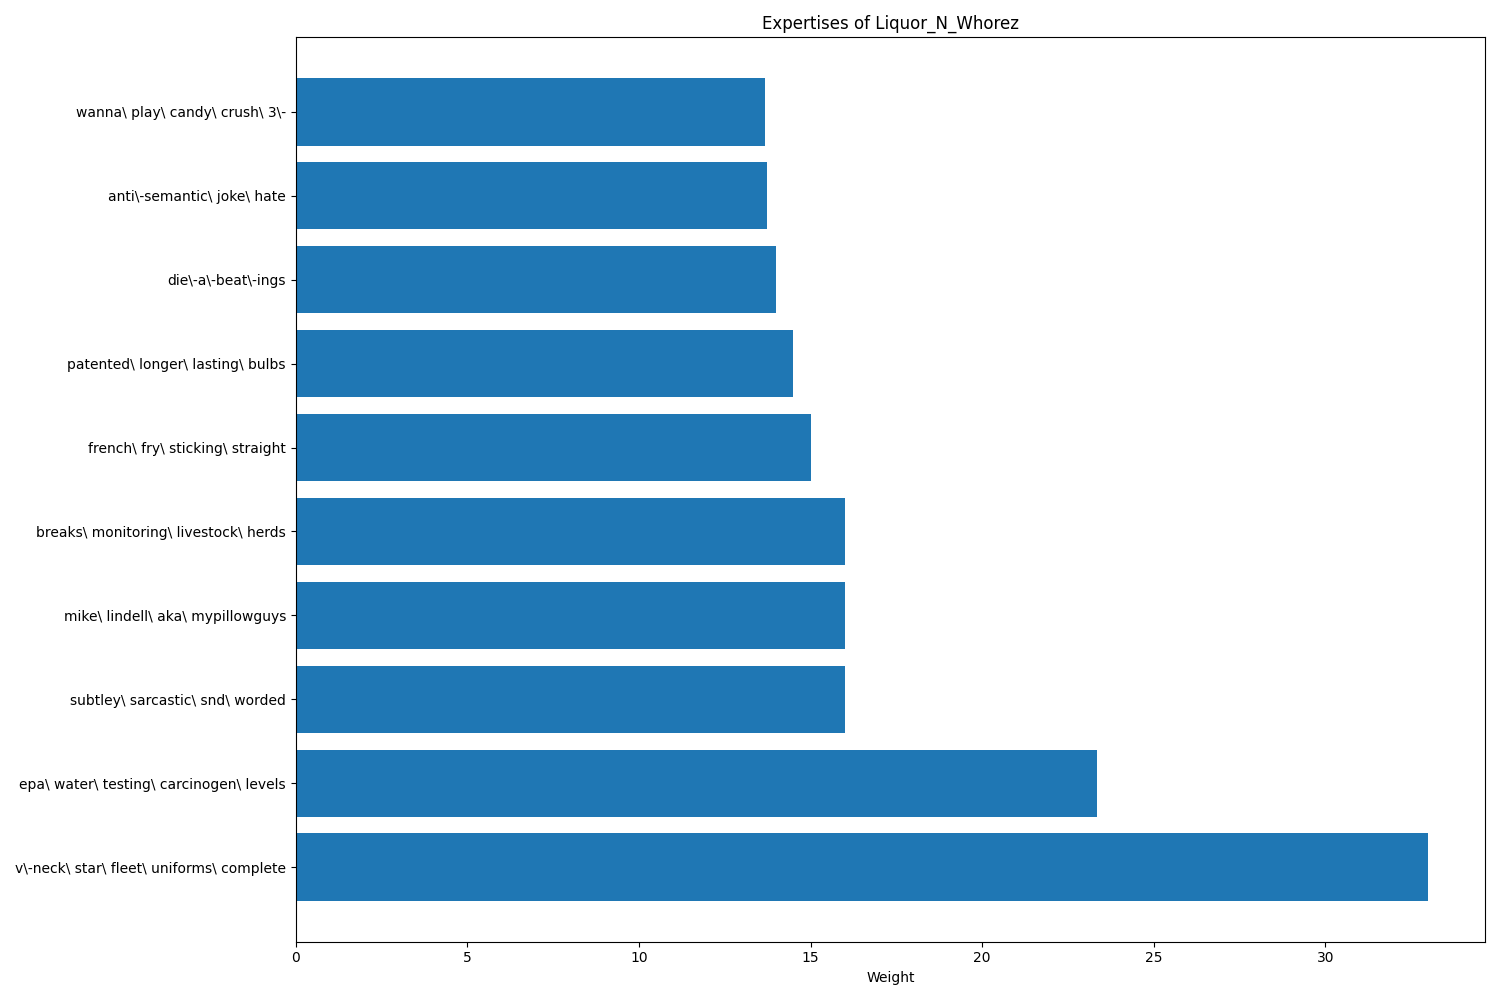 Expertises of Liquor_N_Whorez
wanna\ play\ candy\ crush\ 3\-
anti\-semantic\ joke\ hate
die\-a\-beat\-ings
patented\ longer\ lasting\ bulbs
french\ fry\ sticking\ straight
breaks\ monitoring\ livestock\ herds
mike\ lindell\ aka\ mypillowguys
subtley\ sarcastic\ snd\ worded
epa\ water\ testing\ carcinogen\ levels
v\-neck\ star\ fleet\ uniforms\ complete
0 5 10 15 20 25 30
Weight